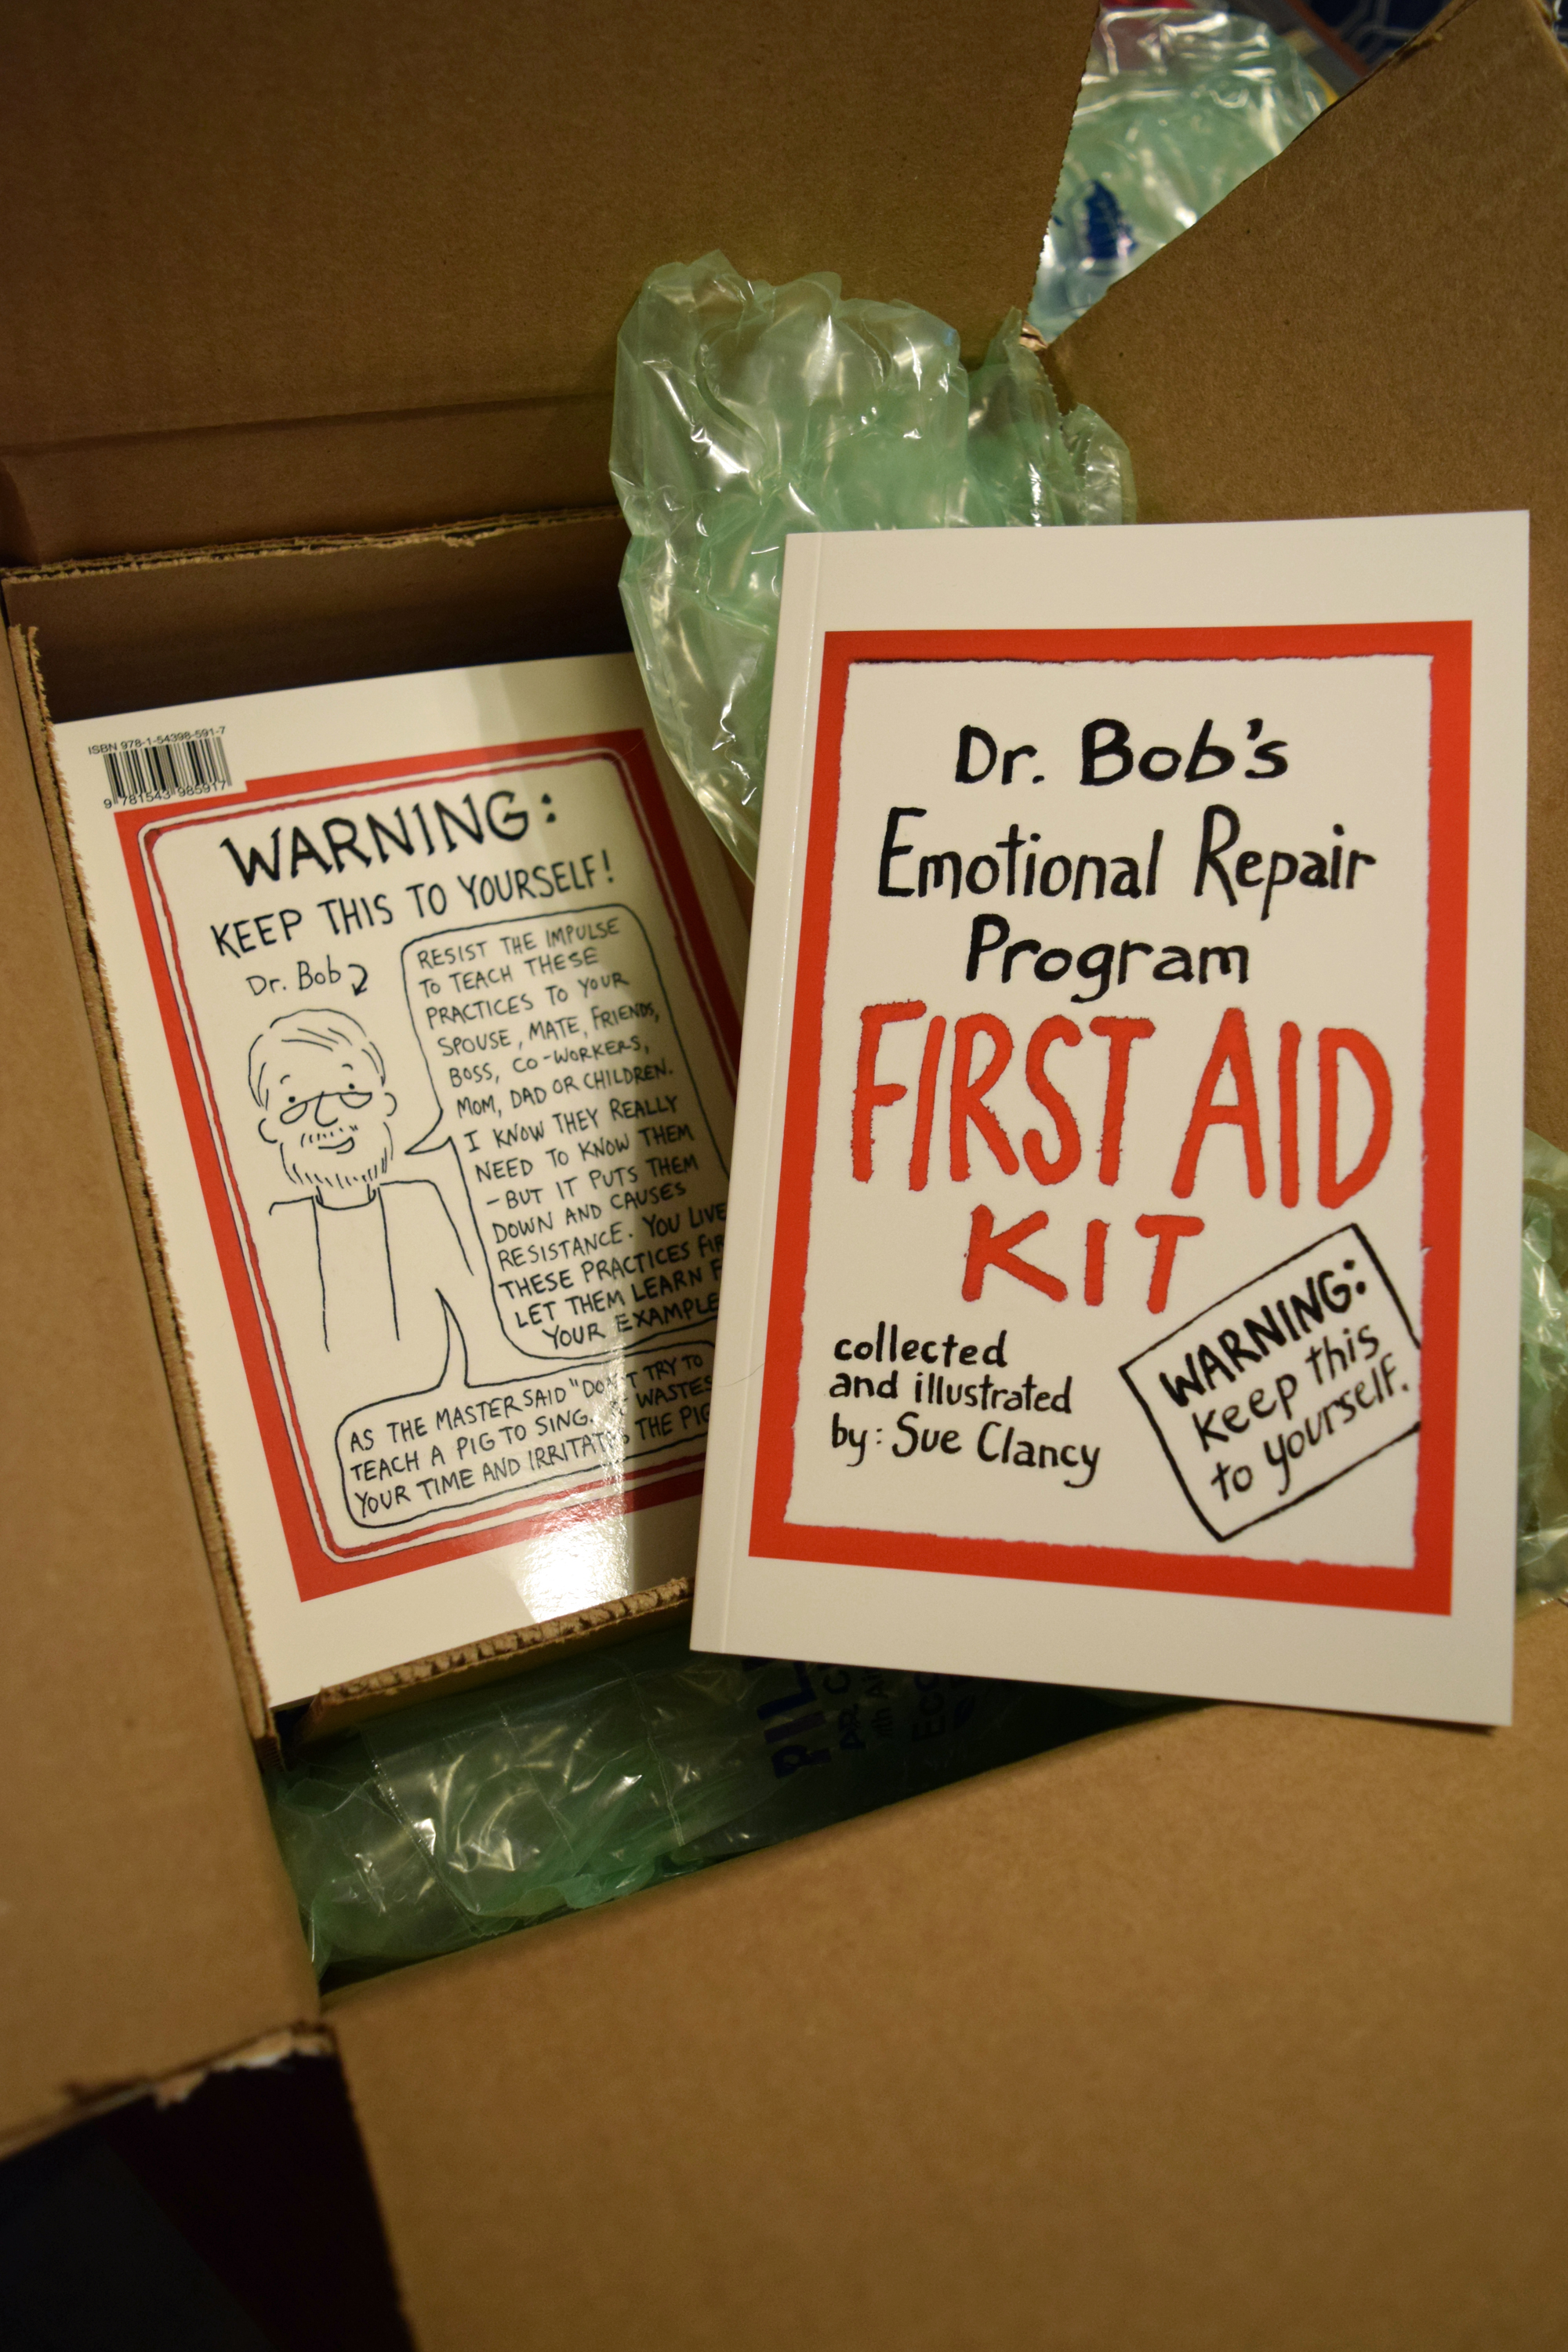 ISBN 978-1-54398-591-7
9 781543 985917
WARNING:
KEEP THIS TO YOURSELF!
Dr. Bob
RESIST THE IMPULSE
TO TEACH THESE
PRACTICES TO YOUR
SPOUSE, MATE, FRIENDS,
BOSS, CO-WORKERS,
MOM, DAD OR CHILDREN.
I KNOW THEY REALLY
NEED TO KNOW THEM
-BUT IT PUTS THEM
DOWN AND CAUSES
RESISTANCE. YOU LIVE
THESE PRACTICES
LET THEM LEARN
YOUR EXAMPLE
AS THE MASTER SAID "DON'T TRY TO
TEACH A PIG TO SING. WASTES
YOUR TIME AND THE PIG
Dr. Bob's
Emotional Repair
Program
FIRST AID
KIT
collected
and illustrated
by: Sue Clancy
WARNING:
keep this
to yourself.